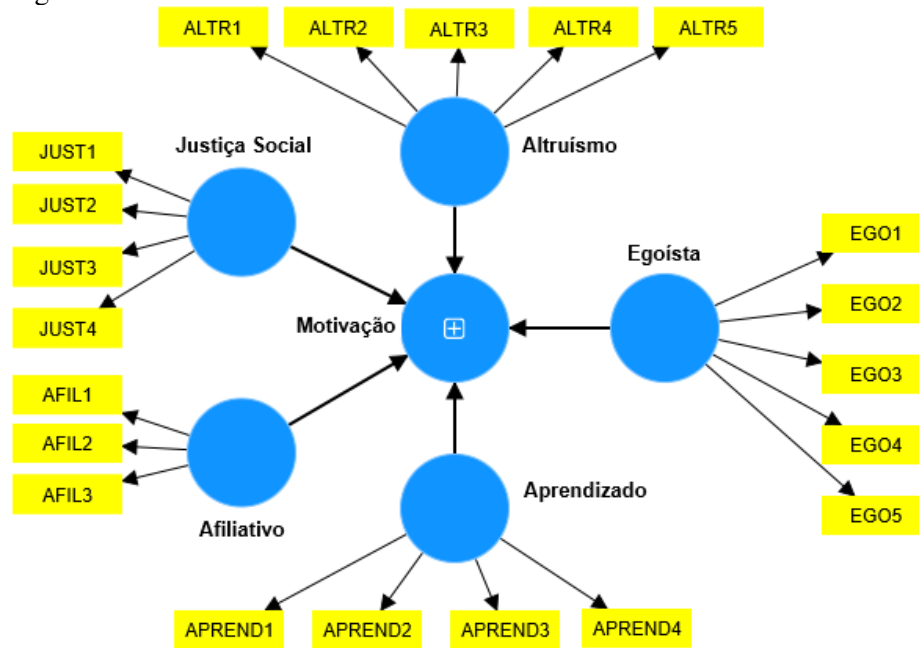 ALTR1
ALTR2
ALTR3
ALTR4
ALTR5
Altruísmo
Justiça Social
JUST1
JUST2
JUST3
JUST4
Egoísta
EGO1
EGO2
EGO3
EGO4
EGO5
Motivação
AFIL1
AFIL2
AFIL3
Afiliativo
Aprendizado
APREND1
APREND2
APREND3
APREND4